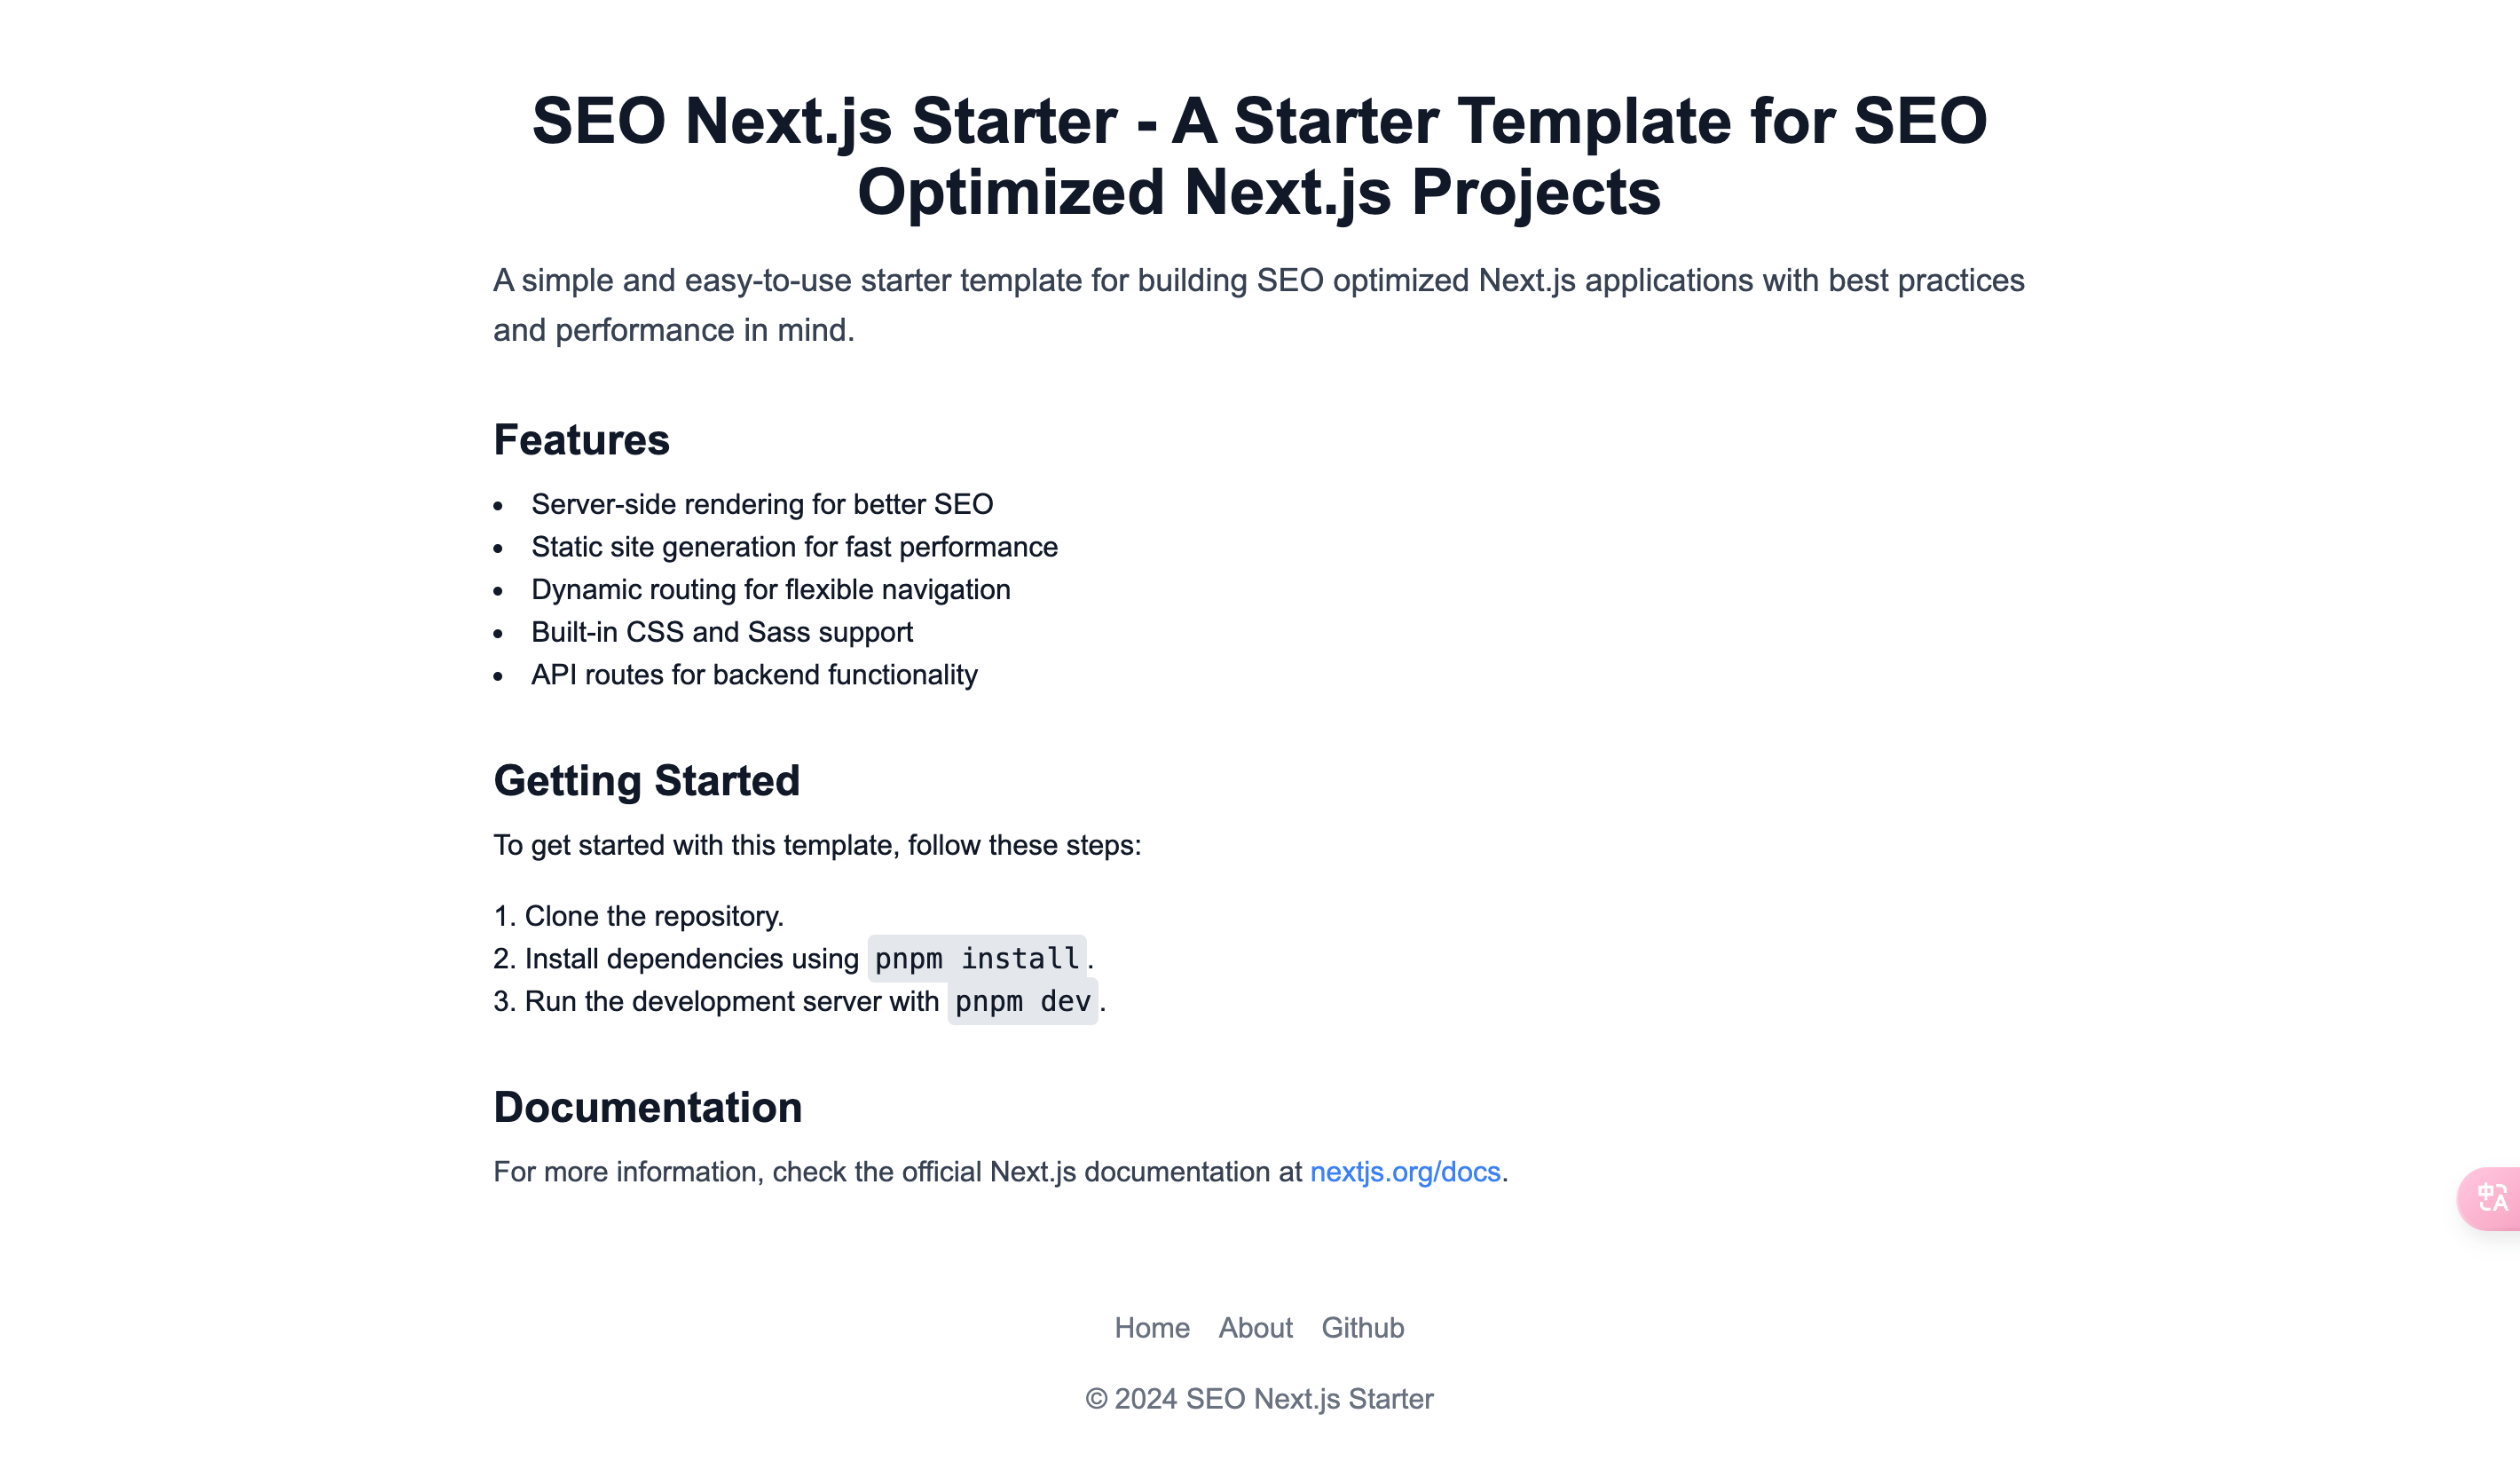 SEO Next.js Starter - A Starter Template for SEO
Optimized Next.js Projects
A simple and easy-to-use starter template for building SEO optimized Next.js applications with best practices
and performance in mind.
Features
• Server-side rendering for better SEO
• Static site generation for fast performance
• Dynamic routing for flexible navigation
• Built-in CSS and Sass support
• API routes for backend functionality
Getting Started
To get started with this template, follow these steps:
1. Clone the repository.
2. Install dependencies using pnpm install.
3. Run the development server with pnpm dev.
Documentation
For more information, check the official Next.js documentation at nextjs.org/docs.
中A
Home About Github
© 2024 SEO Next.js Starter